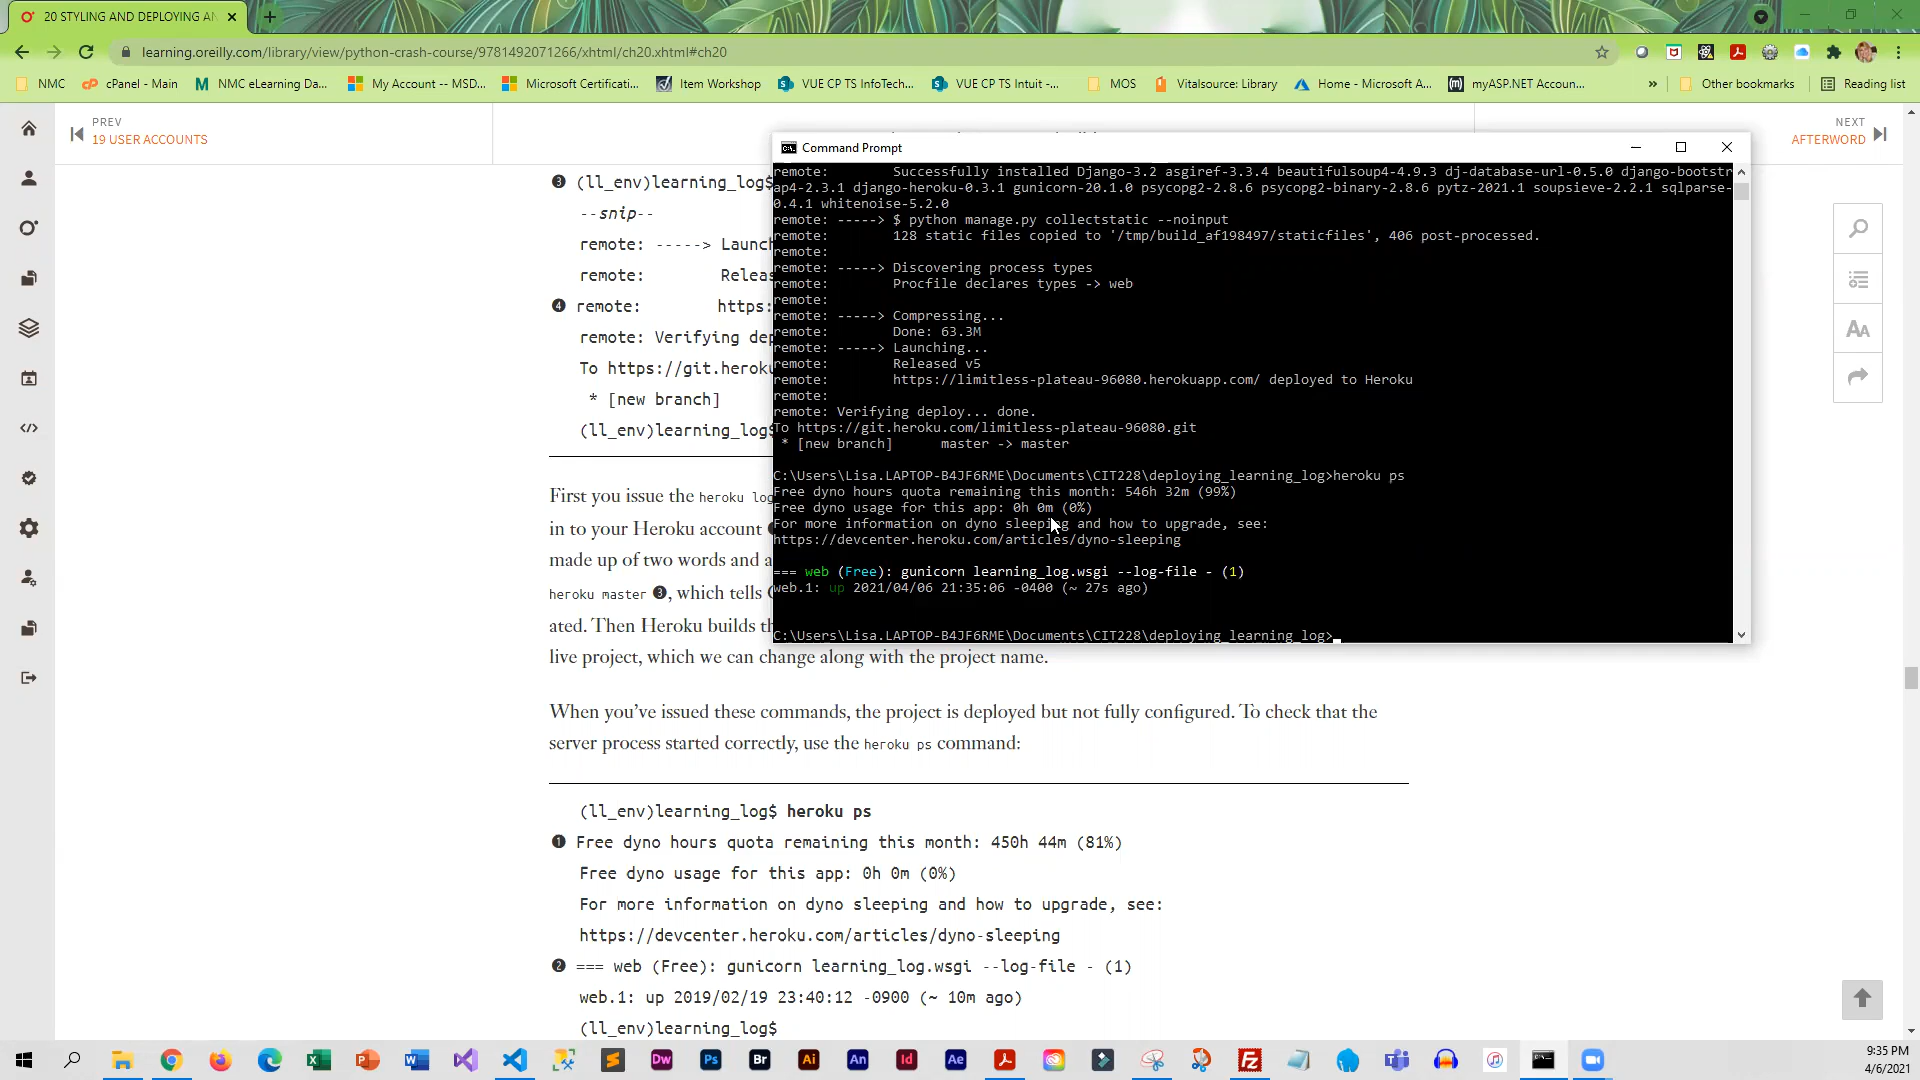 20 STYLING AND DEPLOYING AN
learning.oreilly.com/library/view/python-crash-course/9781492071266/xhtml/ch20.xhtml#ch20
NMC
cPanel - Main
NMC eLearning Da...
My Account -- MSD...
Microsoft Certificati...
Item Workshop
VUE CP TS InfoTech...
VUE CP TS Intuit -...
MOS
Vitalsource: Library
Home - Microsoft A...
myASP.NET Accoun...
»
Other bookmarks
Reading list
PREV
19 USER ACCOUNTS
NEXT
AFTERWORD
❸ (ll_env)learning_log$
--snip--
remote: -----> Launch
remote: Relea
❹ remote: https:
remote: Verifying dep
To https://git.heroku
* [new branch]
(ll_env)learning_log$
First you issue the heroku log
in to your Heroku account
made up of two words and a
heroku master ❸, which tells
ated. Then Heroku builds th
live project, which we can change along with the project name.
Command Prompt
remote: Successfully installed Django-3.2 asgiref-3.3.4 beautifulsoup4-4.9.3 dj-database-url-0.5.0 django-bootstr
ap4-2.3.1 django-heroku-0.3.1 gunicorn-20.1.0 psycopg2-2.8.6 psycopg2-binary-2.8.6 pytz-2021.1 soupsieve-2.2.1 sqlparse-
0.4.1 whitenoise-5.2.0
remote: -----> $ python manage.py collectstatic --noinput
remote: 128 static files copied to '/tmp/build_af198497/staticfiles', 406 post-processed.
remote:
remote: -----> Discovering process types
remote: Procfile declares types -> web
remote:
remote: -----> Compressing...
remote: Done: 63.3M
remote: -----> Launching...
remote: Released v5
remote: https://limitless-plateau-96080.herokuapp.com/ deployed to Heroku
remote:
remote: Verifying deploy... done.
To https://git.heroku.com/limitless-plateau-96080.git
* [new branch] master -> master
C:\Users\Lisa.LAPTOP-B4JF6RME\Documents\CIT228\deploying_learning_log>heroku ps
Free dyno hours quota remaining this month: 546h 32m (99%)
Free dyno usage for this app: 0h 0m (0%)
For more information on dyno sleeping and how to upgrade, see:
https://devcenter.heroku.com/articles/dyno-sleeping
=== web (Free): gunicorn learning_log.wsgi --log-file - (1)
web.1: up 2021/04/06 21:35:06 -0400 (~ 27s ago)
C:\Users\Lisa.LAPTOP-B4JF6RME\Documents\CIT228\deploying_learning_log>
When you've issued these commands, the project is deployed but not fully configured. To check that the
server process started correctly, use the heroku ps command:
(ll_env)learning_log$ heroku ps
❶ Free dyno hours quota remaining this month: 450h 44m (81%)
Free dyno usage for this app: 0h 0m (0%)
For more information on dyno sleeping and how to upgrade, see:
https://devcenter.heroku.com/articles/dyno-sleeping
❷ === web (Free): gunicorn learning_log.wsgi --log-file - (1)
web.1: up 2019/02/19 23:40:12 -0900 (~ 10m ago)
(ll_env)learning_log$
9:35 PM
4/6/2021